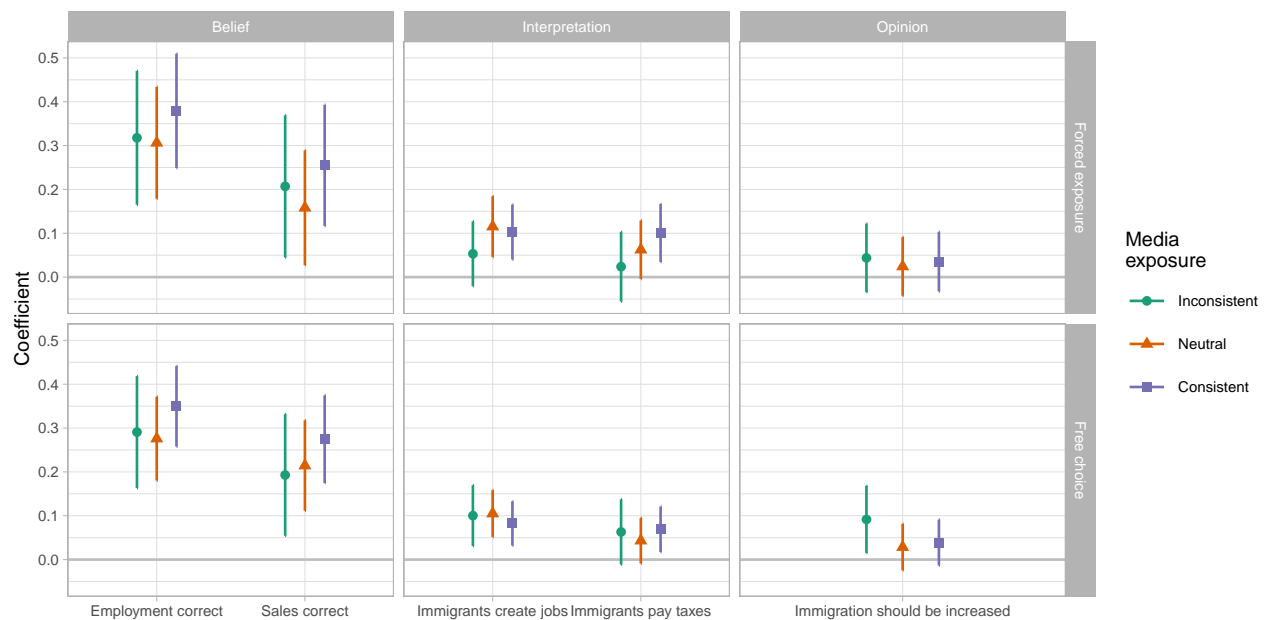 Belief
Interpretation
Opinion
Coefficient
0.5
0.4
0.3
0.2
0.1
0.0
Forced exposure
0.5
0.4
0.3
0.2
0.1
0.0
Free choice
Employment correct
Sales correct
Immigrants create jobs
Immigrants pay taxes
Immigration should be increased
Media
exposure
Inconsistent
Neutral
Consistent